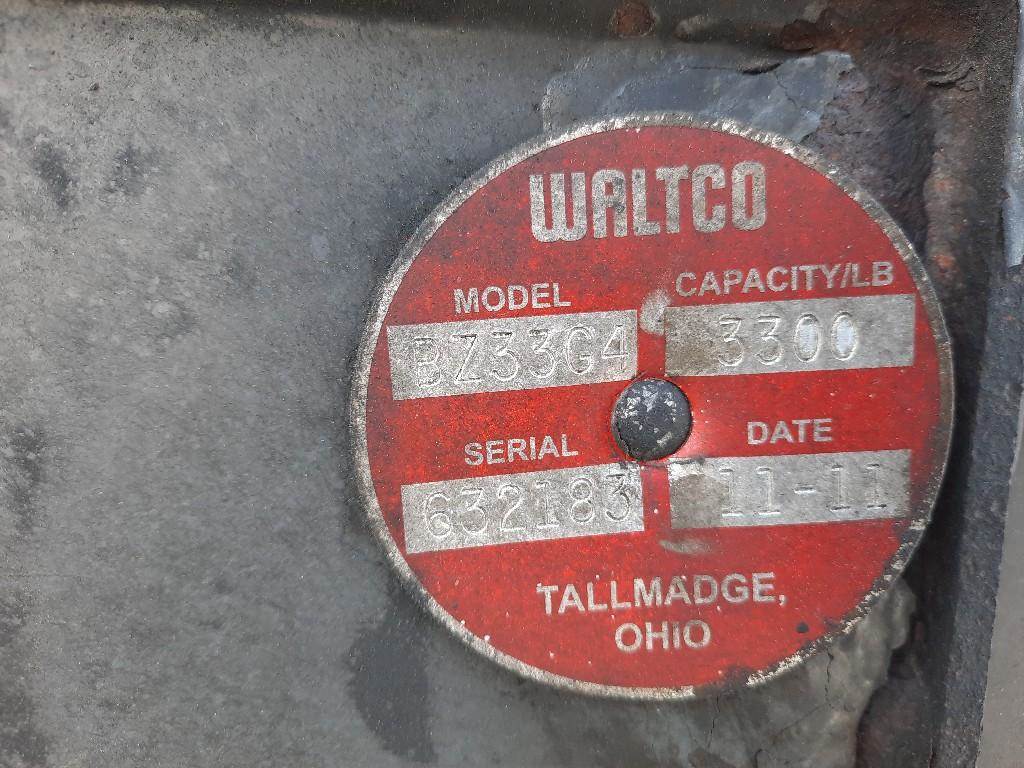 WALTCO
MODEL CAPACITY/LB
BZ33G4 3300
SERIAL DATE
632183 11-11
TALLMADGE,
OHIO